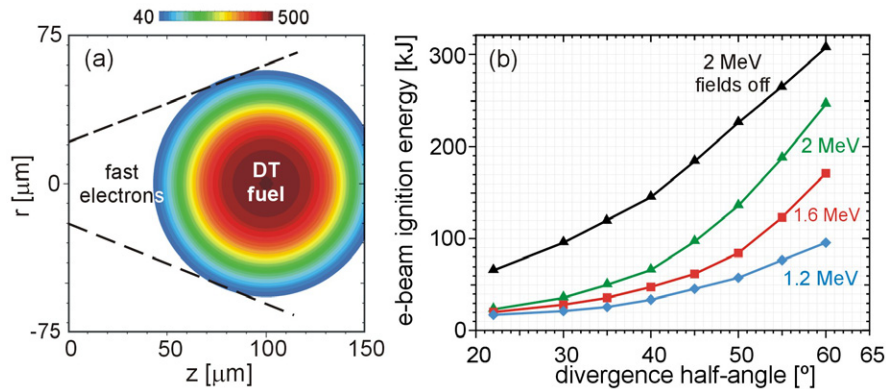 40 500
75
(a)
r [μm]
0
-75
fast
electrons
DT
fuel
0 50 100 150
z [μm]
(b)
e-beam ignition energy [kJ]
300
200
100
0
2 MeV
fields off
2 MeV
1.6 MeV
1.2 MeV
20 30 40 50 60 65
divergence half-angle [º]